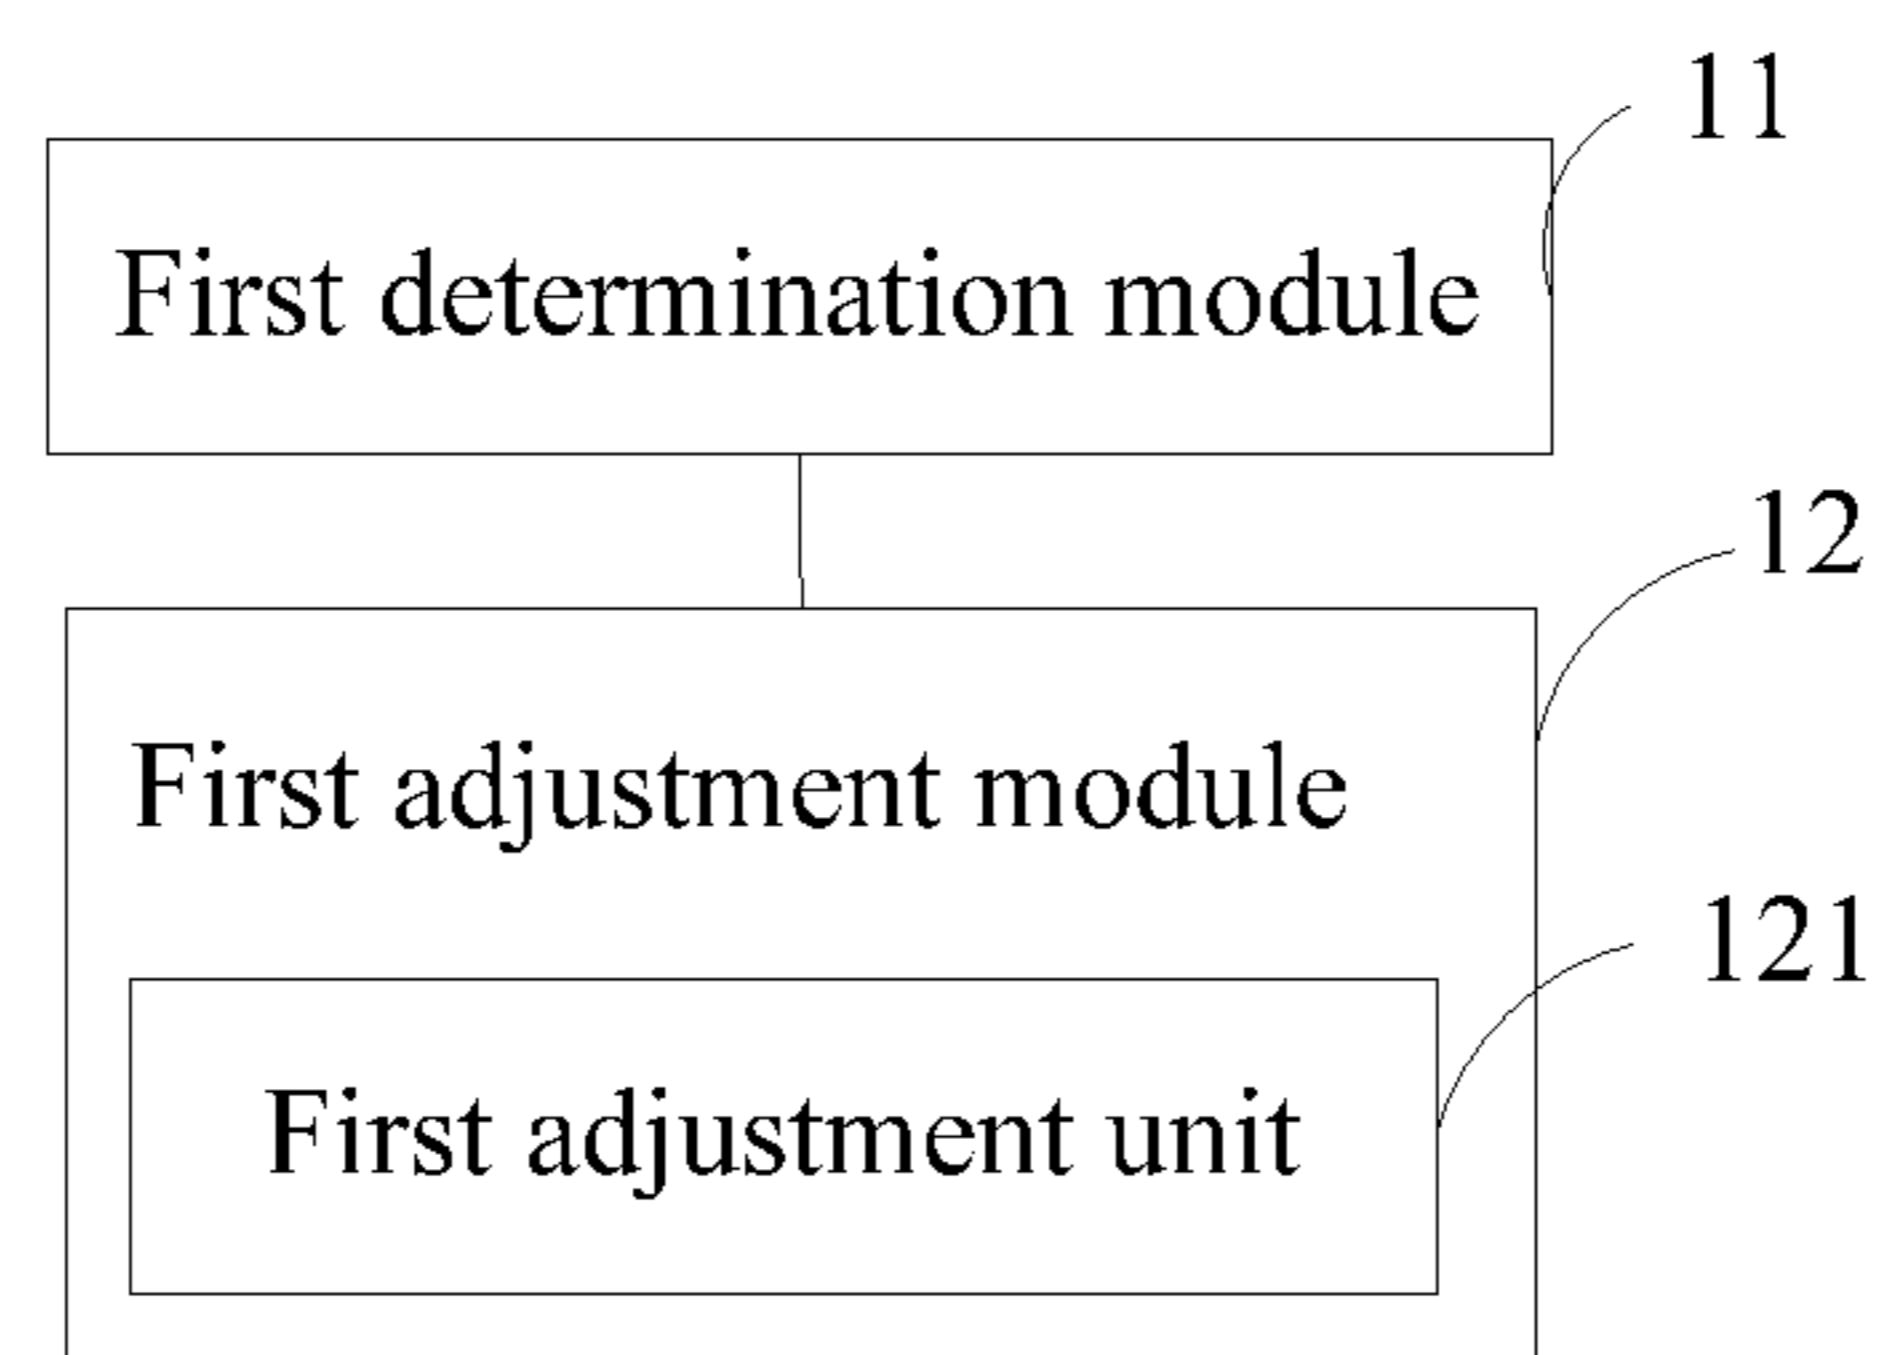 11
First determination module
12
First adjustment module
121
First adjustment unit